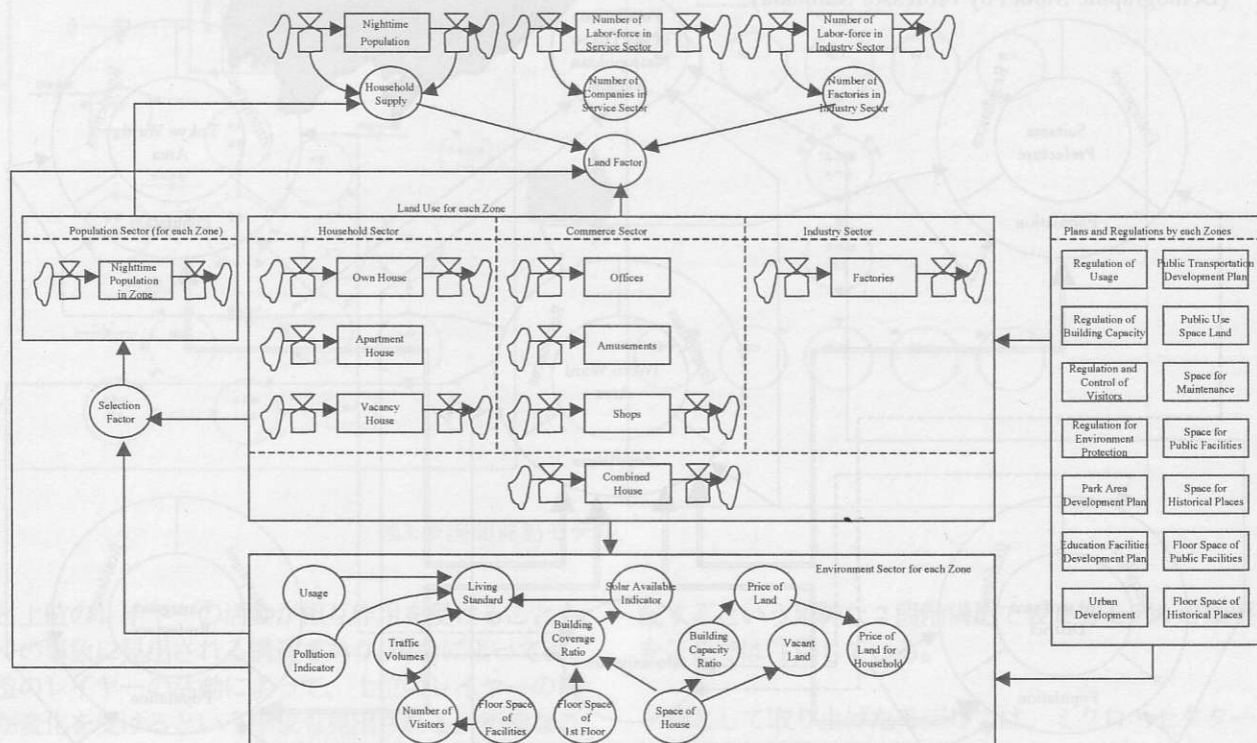 Nighttime
Population
Number of
Labor-force in
Service Sector
Number of
Labor-force in
Industry Sector
Household
Supply
Number of
Companies in
Service Sector
Number of
Factories in
Industry Sector
Land Factor
Land Use for each Zone
Population Sector (for each Zone)
Household Sector
Commerce Sector
Industry Sector
Plans and Regulations by each Zones
Nighttime
Population
in Zone
Own House
Offices
Factories
Apartment
House
Amusements
Vacancy
House
Shops
Combined
House
Selection
Factor
Regulation of
Usage
Public Transportation
Development Plan
Regulation of
Building Capacity
Public Use
Space Land
Regulation and
Control of
Visitors
Space for
Maintenance
Regulation for
Environment
Protection
Space for
Public Facilities
Park Area
Development Plan
Space for
Historical Places
Education Facilities
Development Plan
Floor Space of
Public Facilities
Urban
Development
Floor Space of
Historical Places
Environment Sector for each Zone
Usage
Living
Standard
Solar Available
Indicator
Price of
Land
Pollution
Indicator
Traffic
Volumes
Building
Coverage
Ratio
Building
Capacity
Ratio
Vacant
Land
Price of
Land for
Household
Number of
Visitors
Floor Space
of
Facilities
Floor Space
of
1st Floor
Space of
House